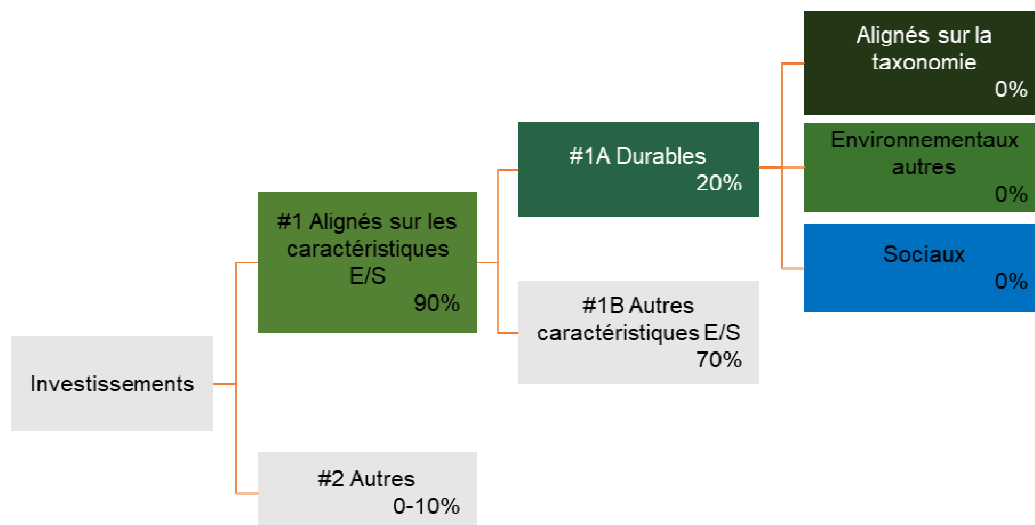 Investissements
#1 Alignés sur les
caractéristiques
E/S
90%
#2 Autres
0-10%
#1A Durables
20%
#1B Autres
caractéristiques E/S
70%
Alignés sur la
taxonomie
0%
Environnementaux
autres
0%
Sociaux
0%